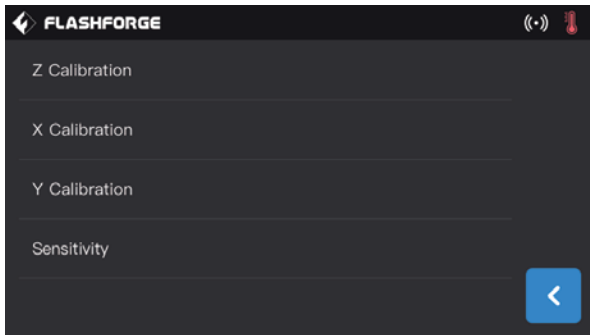 FLASHFORGE
Z Calibration
X Calibration
Y Calibration
Sensitivity